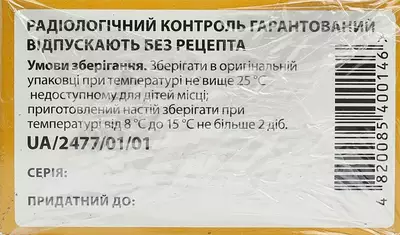 РАДІОЛОГІЧНИЙ КОНТРОЛЬ ГАРАНТОВАНИЙ
ВІДПУСКАЮТЬ БЕЗ РЕЦЕПТА
Умови зберігання. Зберігати в оригінальній
упаковці при температурі не вище 25 °С
недоступному для дітей місці;
приготовлений настій зберігати при
температурі від 8 °С до 15 °С не більше 2 діб.
UA/2477/01/01
СЕРІЯ:
ПРИДАТНИЙ ДО:
4 820085 400146